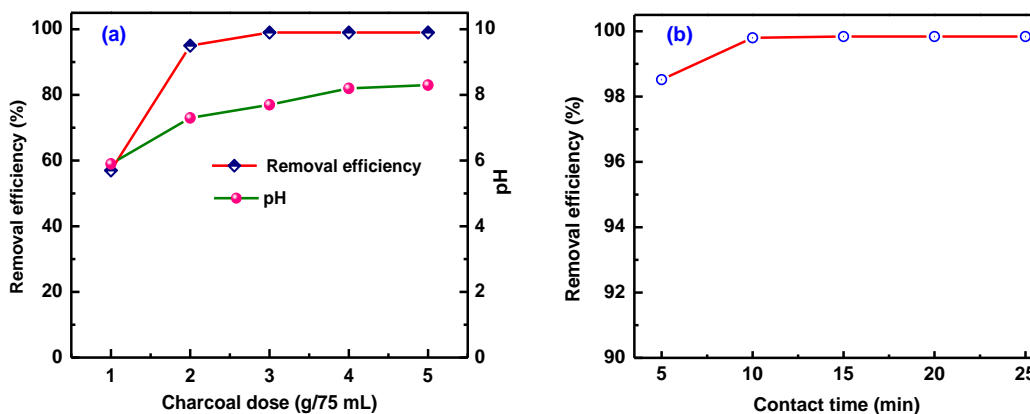 (a)
100
80
60
40
20
0
Removal efficiency (%)
10
8
6
4
2
0
pH
Removal efficiency
pH
1 2 3 4 5
Charcoal dose (g/75 mL)
(b)
100
98
96
94
92
90
Removal efficiency (%)
5 10 15 20 25
Contact time (min)